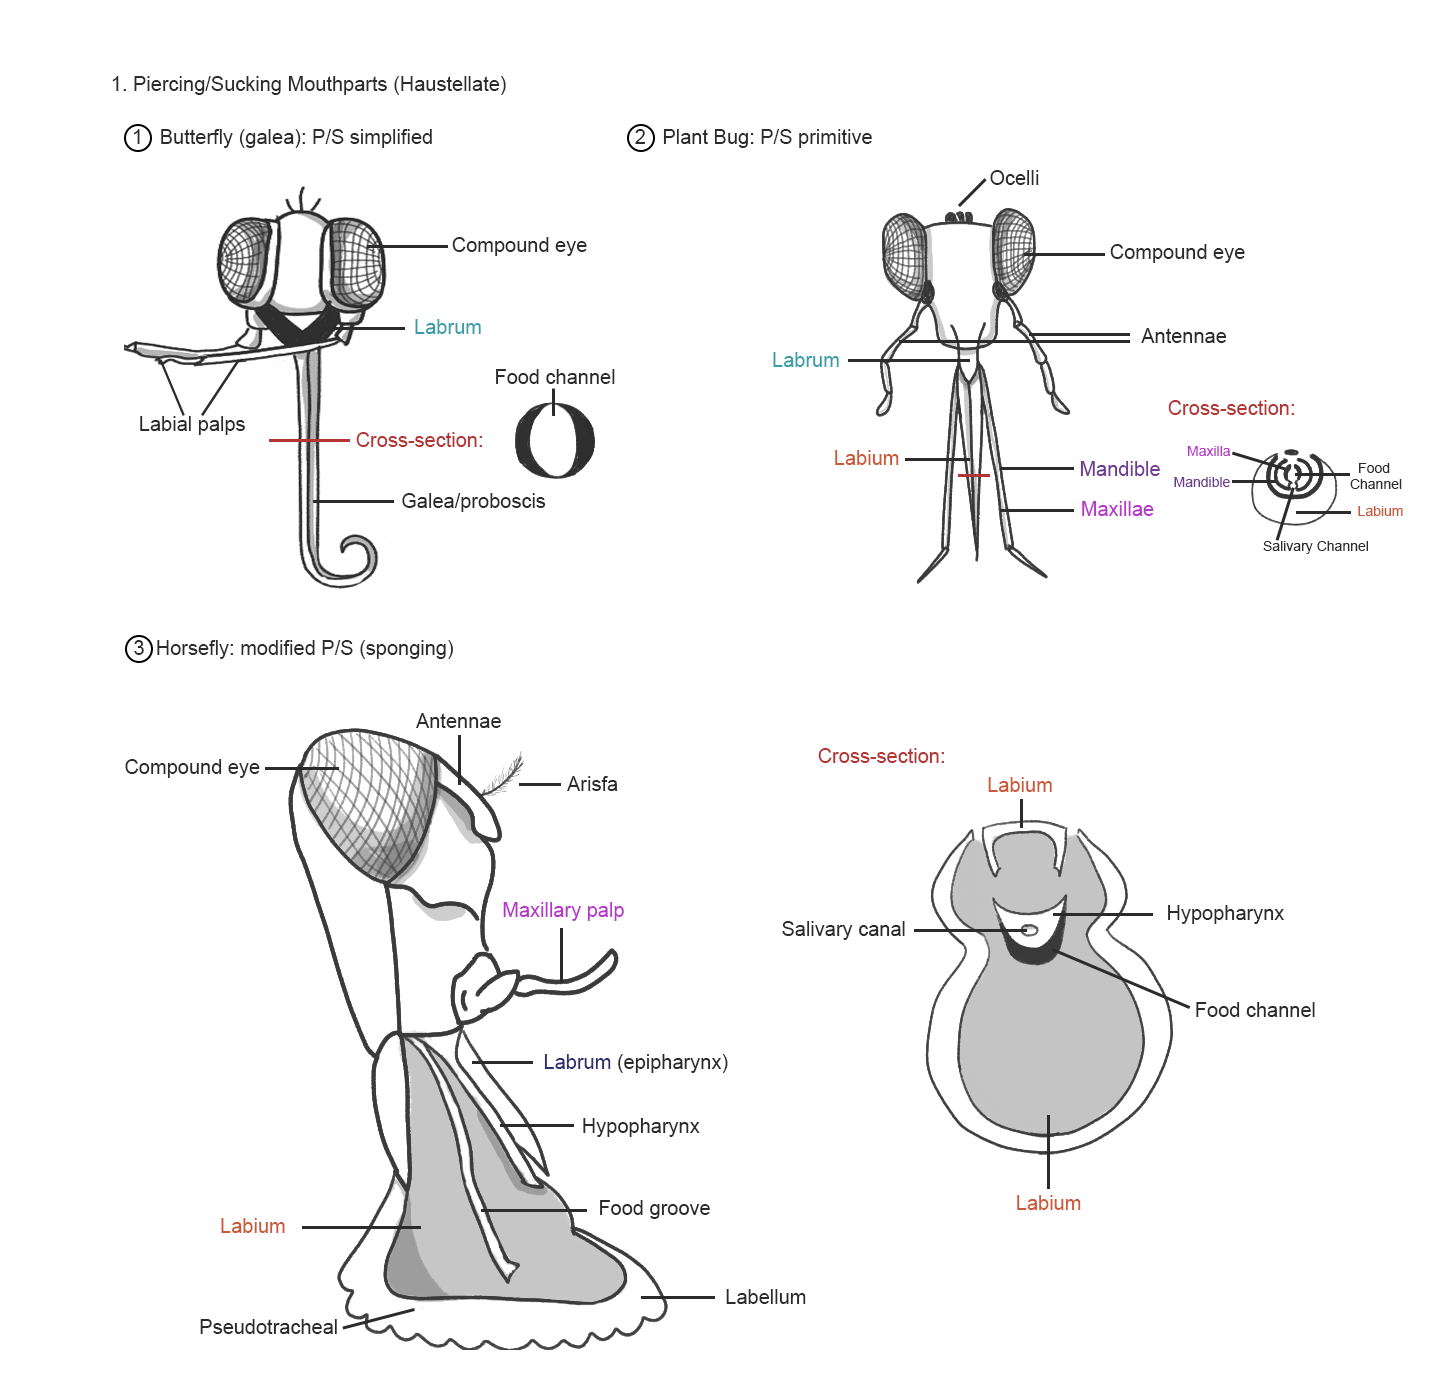 1. Piercing/Sucking Mouthparts (Haustellate)
1 Butterfly (galea): P/S simplified
Compound eye
Labrum
Labial palps
Food channel
Cross-section:
Galea/proboscis
2 Plant Bug: P/S primitive
Ocelli
Compound eye
Antennae
Labrum
Labium
Mandible
Maxillae
Cross-section:
Maxilla
Mandible
Food
Channel
Labium
Salivary Channel
3 Horsefly: modified P/S (sponging)
Antennae
Compound eye
Arisfa
Maxillary palp
Labrum (epipharynx)
Hypopharynx
Food groove
Labium
Labellum
Pseudotracheal
Cross-section:
Labium
Hypopharynx
Salivary canal
Food channel
Labium